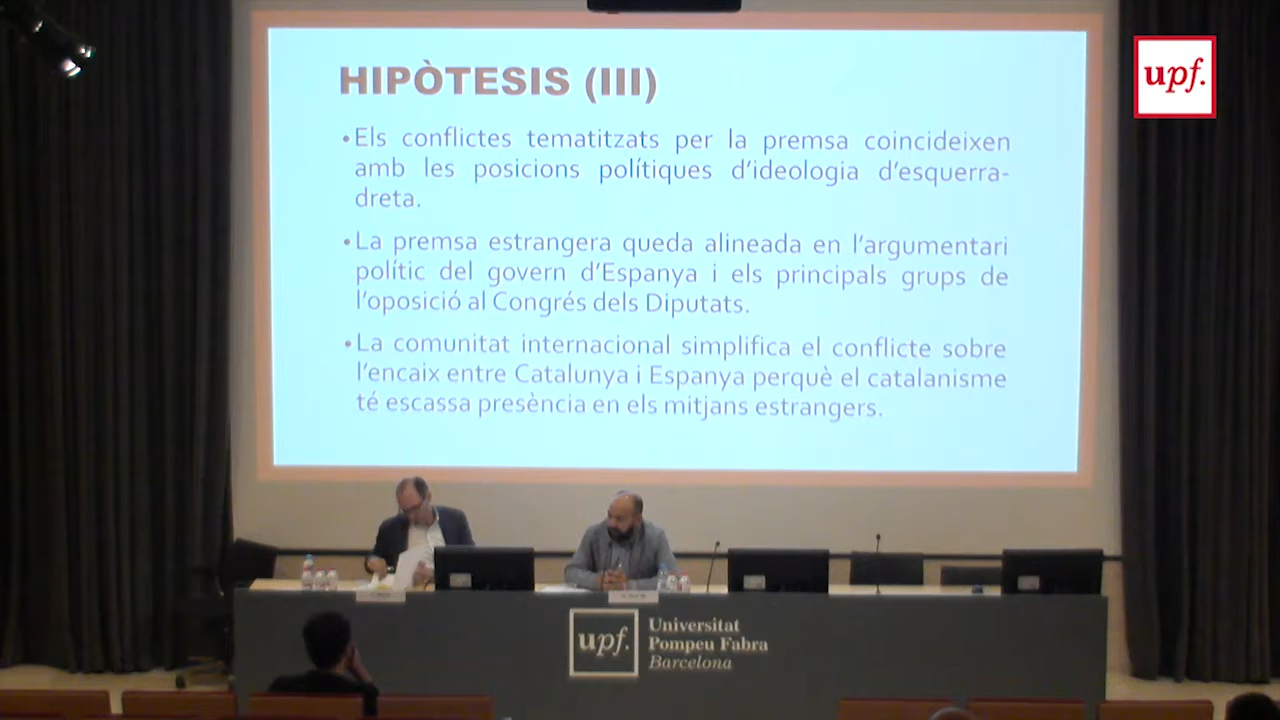 HIPÒTESIS (III)
•Els conflictes tematitzats per la premsa coincideixen
amb les posicions polítiques d'ideologia d'esquerra-
dreta.
•La premsa estrangera queda alineada en l'argumentari
polític del govern d'Espanya i els principals grups de
l'oposició al Congrés dels Diputats.
•La comunitat internacional simplifica el conflicte sobre
l'encaix entre Catalunya i Espanya perquè el catalanisme
té escassa presència en els mitjans estrangers.
upf.
upf.
Universitat
Pompeu Fabra
Barcelona